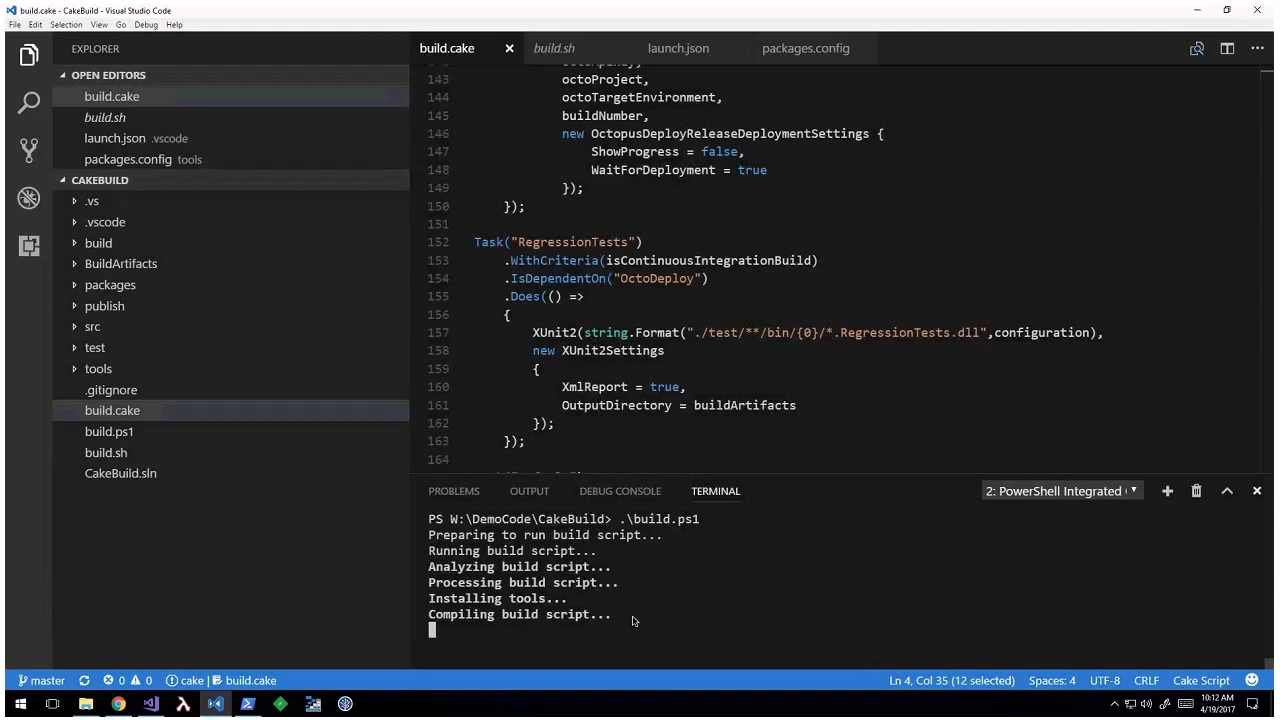 build.cake - CakeBuild - Visual Studio Code
File Edit Selection View Go Debug Help
EXPLORER
OPEN EDITORS
build.cake
build.sh
launch.json .vscode
packages.config tools
CAKEBUILD
.vs
.vscode
build
BuildArtifacts
packages
publish
src
test
tools
.gitignore
build.cake
build.ps1
build.sh
CakeBuild.sln
build.cake build.sh launch.json packages.config
143 octoProject,
144 octoTargetEnvironment,
145 buildNumber,
146 new OctopusDeployReleaseDeploymentSettings {
147 ShowProgress = false,
148 WaitForDeployment = true
149 });
150 });
151
152 Task("RegressionTests")
153 .WithCriteria(isContinuousIntegrationBuild)
154 .IsDependentOn("OctoDeploy")
155 .Does(() =>
156 {
157 XUnit2(string.Format("./test/**/bin/{0}/*.RegressionTests.dll",configuration),
158 new XUnit2Settings
159 {
160 XmlReport = true,
161 OutputDirectory = buildArtifacts
162 });
163 });
164
PROBLEMS OUTPUT DEBUG CONSOLE TERMINAL 2: PowerShell Integrated
PS W:\DemoCode\CakeBuild> .\build.ps1
Preparing to run build script...
Running build script...
Analyzing build script...
Processing build script...
Installing tools...
Compiling build script...
master 0 0 cake build.cake Ln 4, Col 35 (12 selected) Spaces: 4 UTF-8 CRLF Cake Script
10:12 AM
4/19/2017